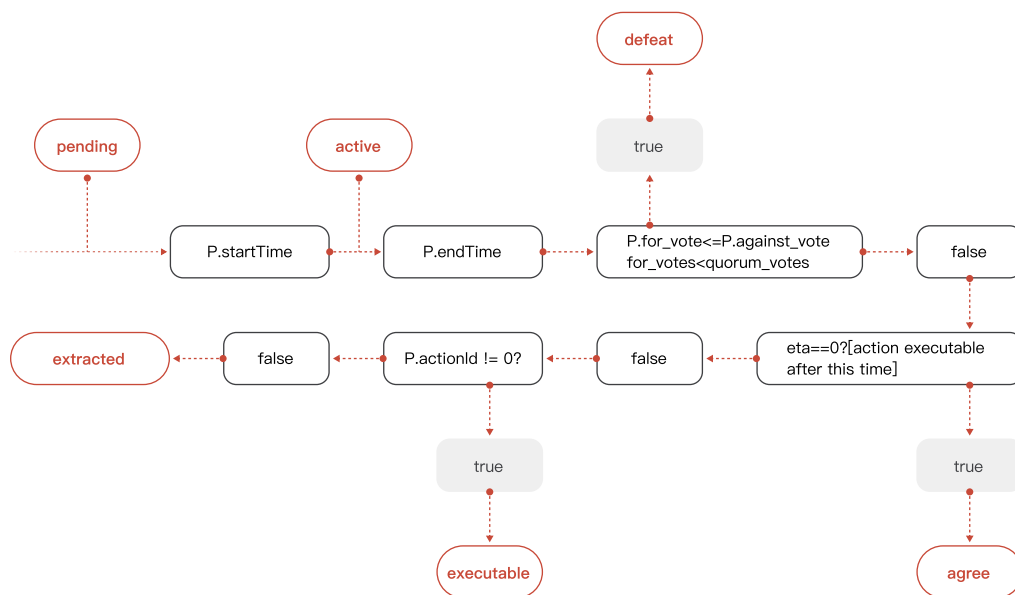 defeat
pending
active
true
P.startTime
P.endTime
P.for_vote<=P.against_vote
for_votes<quorum_votes
false
extracted
false
P.actionId != 0?
false
eta==0?[action executable
after this time]
true
true
executable
agree